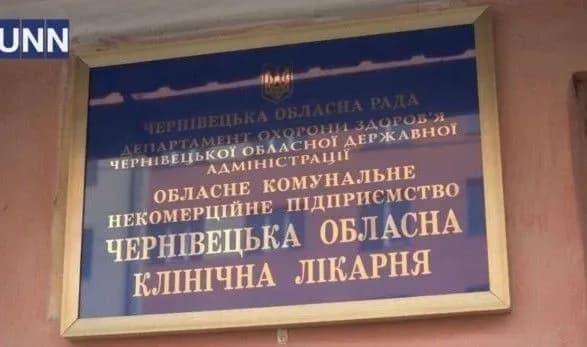 UNN
ЧЕРНІВЕЦЬКА ОБЛАСНА РАДА
ДЕПАРТАМЕНТ ОХОРОНИ ЗДОРОВ'Я
ЧЕРНІВЕЦЬКОЇ ОБЛАСНОЇ ДЕРЖАВНОЇ
АДМІНІСТРАЦІЇ
ОБЛАСНЕ КОМУНАЛЬНЕ
НЕКОМЕРЦІЙНЕ ПІДПРИЄМСТВО
ЧЕРНІВЕЦЬКА ОБЛАСНА
КЛІНІЧНА ЛІКАРНЯ